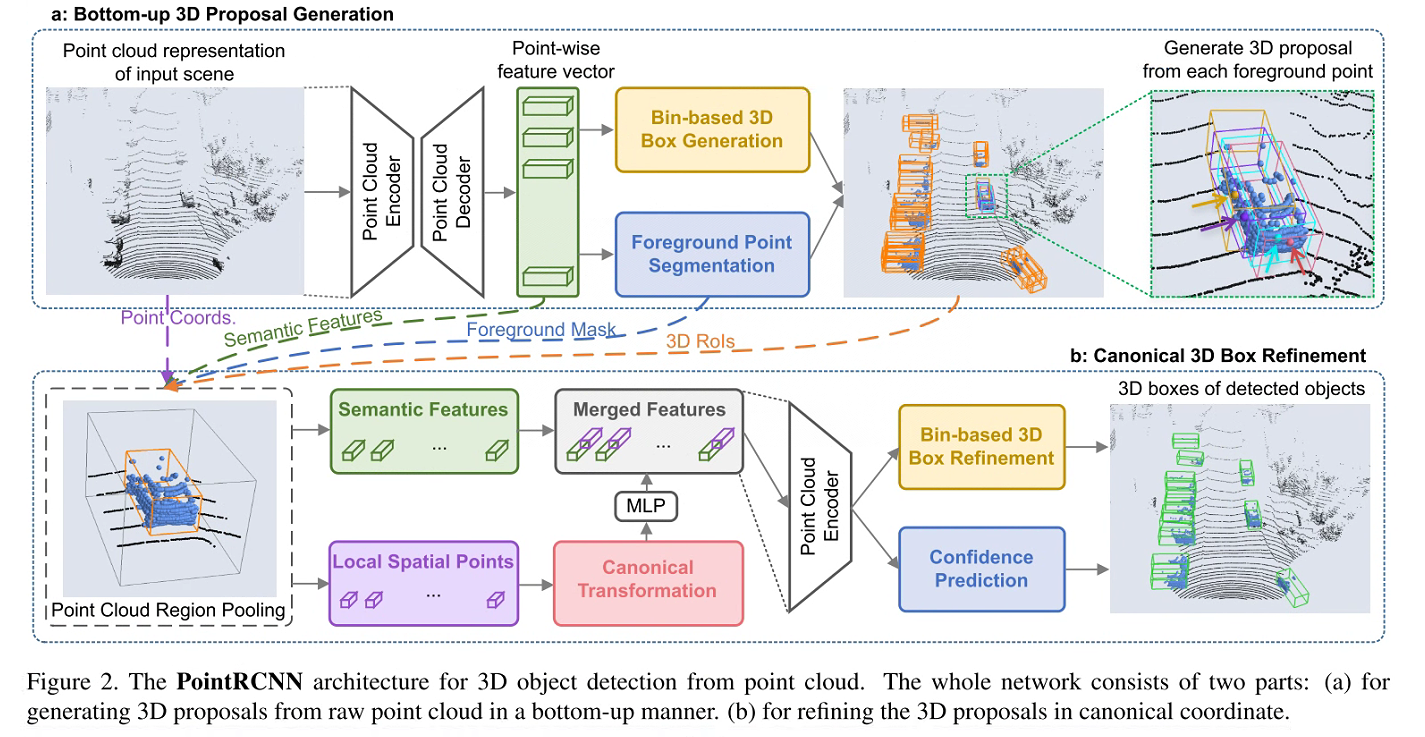 a: Bottom-up 3D Proposal Generation
Point cloud representation
of input scene
Point Cloud
Encoder
Point Cloud
Decoder
Point-wise
feature vector
Bin-based 3D
Box Generation
Foreground Point
Segmentation
Generate 3D proposal
from each foreground point
Point Coords.
Semantic Features
Foreground Mask
3D RoIs
b: Canonical 3D Box Refinement
Point Cloud Region Pooling
Semantic Features
...
Local Spatial Points
...
Merged Features
...
MLP
Canonical
Transformation
Point Cloud
Encoder
Bin-based 3D
Box Refinement
Confidence
Prediction
3D boxes of detected objects
Figure 2. The PointRCNN architecture for 3D object detection from point cloud. The whole network consists of two parts: (a) for
generating 3D proposals from raw point cloud in a bottom-up manner. (b) for refining the 3D proposals in canonical coordinate.